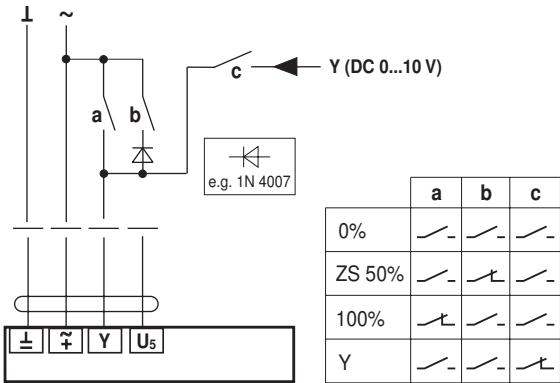 ⊥ ~
a b c Y (DC 0...10 V)
e.g. 1N 4007
a b c
0%
ZS 50%
100%
Y
⊥ ~ + Y U5